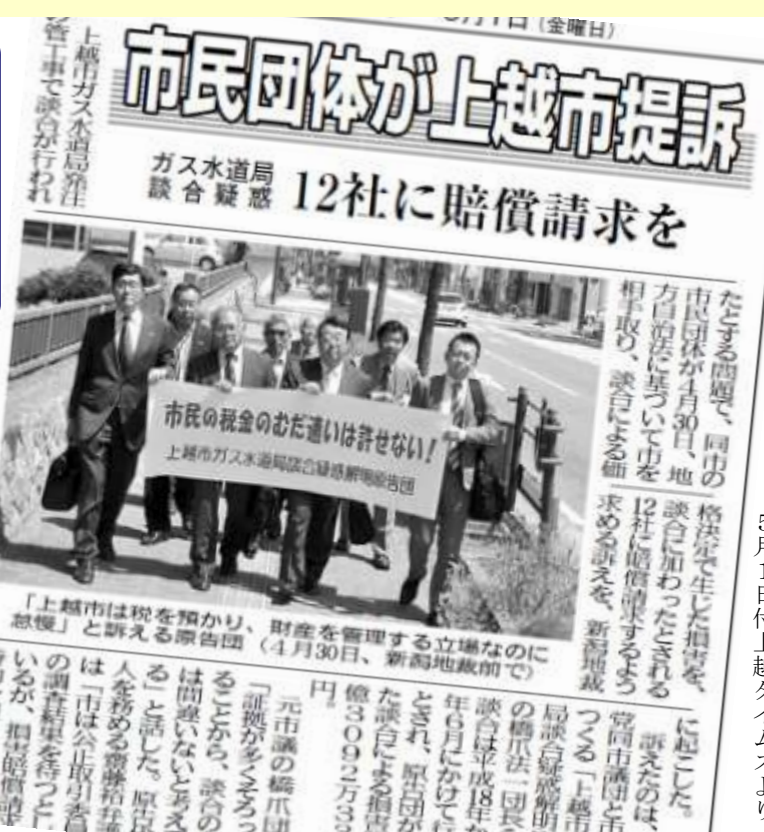 月1日（金曜日）
市民団体が上越市提訴
ガス水道局
談合疑惑
12社に賠償請求を
上越市ガス水道局発注
管工事で談合が行われ
たとする問題で、同市の
市民団体が4月30日、地
方自治法に基づいて市を
相手取り、談合による価
格決定で生じた損害を、
談合に加わったとされる
12社に賠償請求するよう
求める訴えを、新潟地裁
に起こした。
訴えたのは、
党同市議団と市
つくる「上越市
局談合疑惑解明
の橋爪法一団長
談合は平成18年か
年6月にかけて行
とされ、原告団が
た談合による損害
億3092万33
円。
元市議の橋爪団
「証拠が多くそろっ
ることから、談合の
は間違いないと考え
る」と話した。原告
人を務める齋藤裕弁護
は「市は公正取引委員
の調査結果を待つとし
いるが、損害賠償請求
市民の税金のむだ遣いは許せない！
上越市ガス水道局談合疑惑解明原告団
「上越市は税を預かり、財産を管理する立場なのに
怠慢」と訴える原告団（4月30日、新潟地裁前で）
5月1日付上越タイムスより